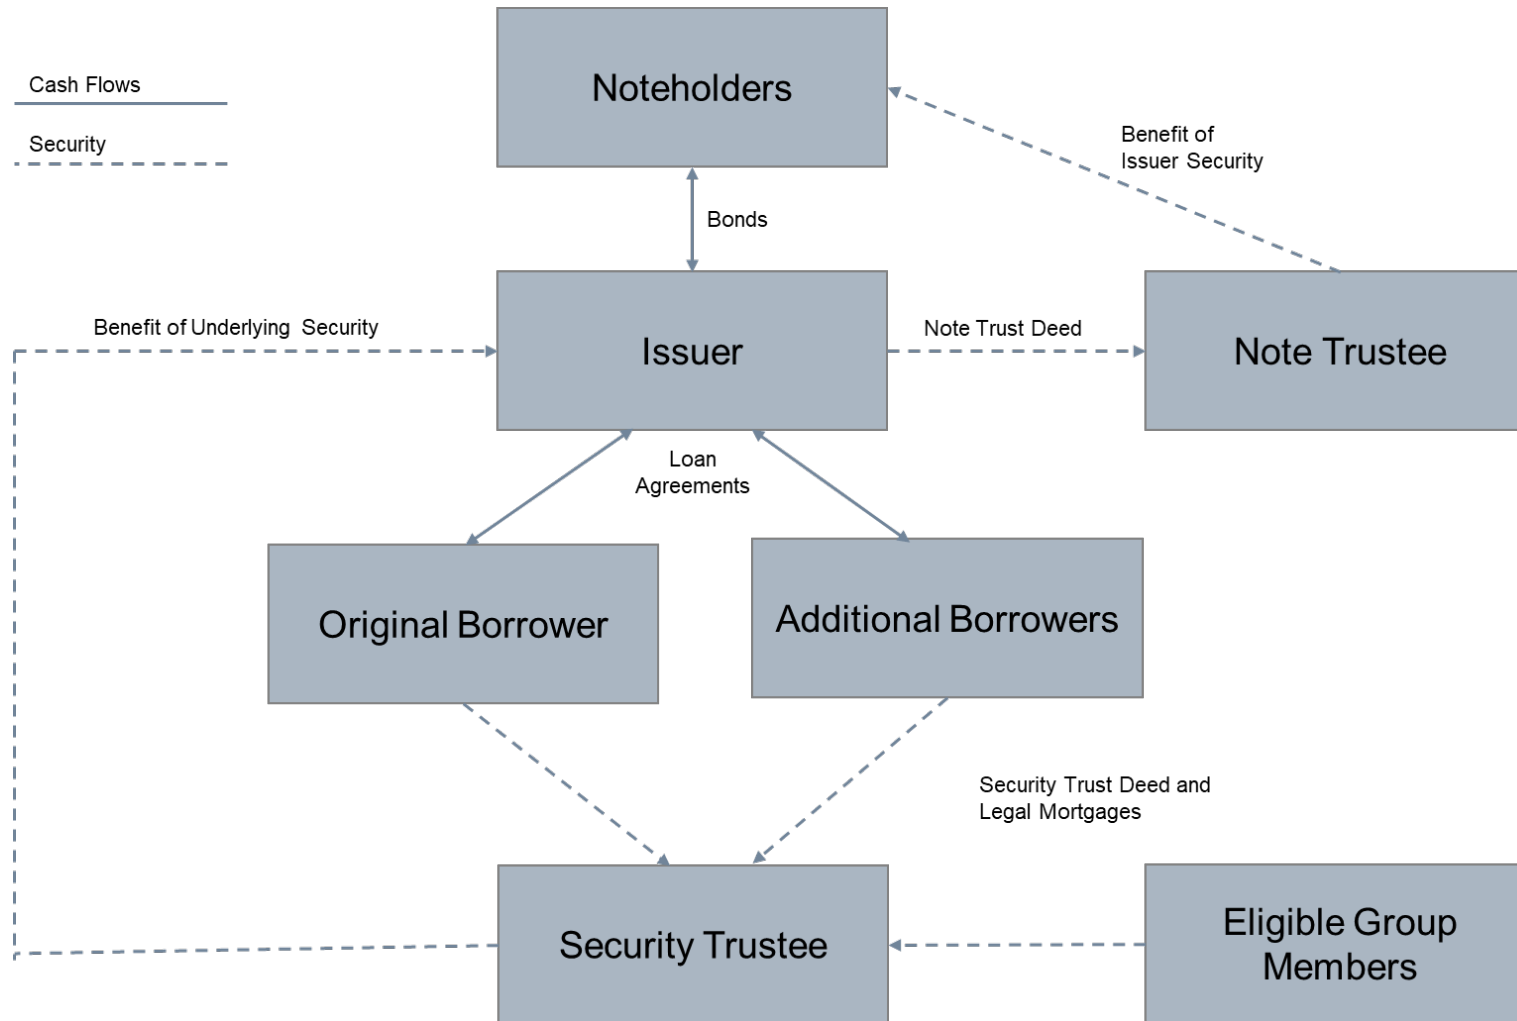 Cash Flows
Security
Noteholders
Benefit of
Issuer Security
Bonds
Benefit of Underlying Security
Issuer
Note Trust Deed
Note Trustee
Loan
Agreements
Original Borrower
Additional Borrowers
Security Trust Deed and
Legal Mortgages
Security Trustee
Eligible Group
Members